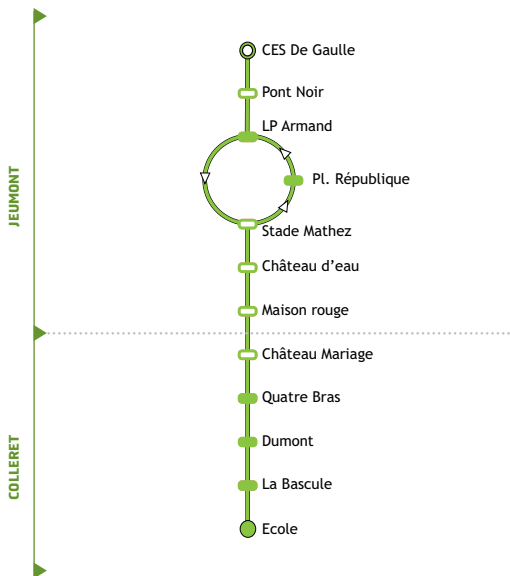 CES De Gaulle
Pont Noir
LP Armand
Pl. République
Stade Mathez
Château d’eau
Maison rouge
Château Mariage
Quatre Bras
Dumont
La Bascule
Ecole
JEUMONT
COLLERET